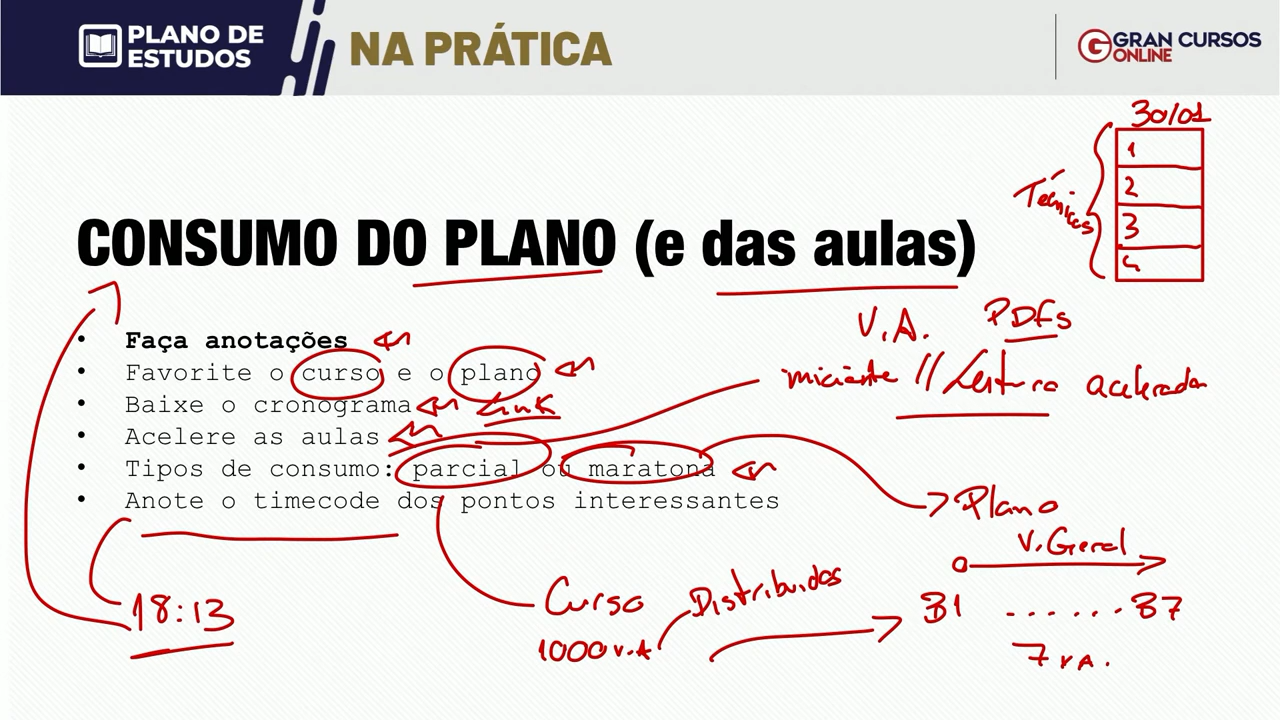 PLANO DE
ESTUDOS
NA PRÁTICA
GRAN CURSOS
ONLINE
30/01
1
2
3
4
Técnicos
CONSUMO DO PLANO (e das aulas)
V.A. PDFs
• Faça anotações
• Favorite o curso e o plano
iniciante // Leitura acelerada
• Baixe o cronograma Link
• Acelere as aulas
• Tipos de consumo: parcial ou maratona
• Anote o timecode dos pontos interessantes
Plano
V. Geral
18:13
Curso Distribuidos
B1 ...... B7
1000 V.A
7 V.A.